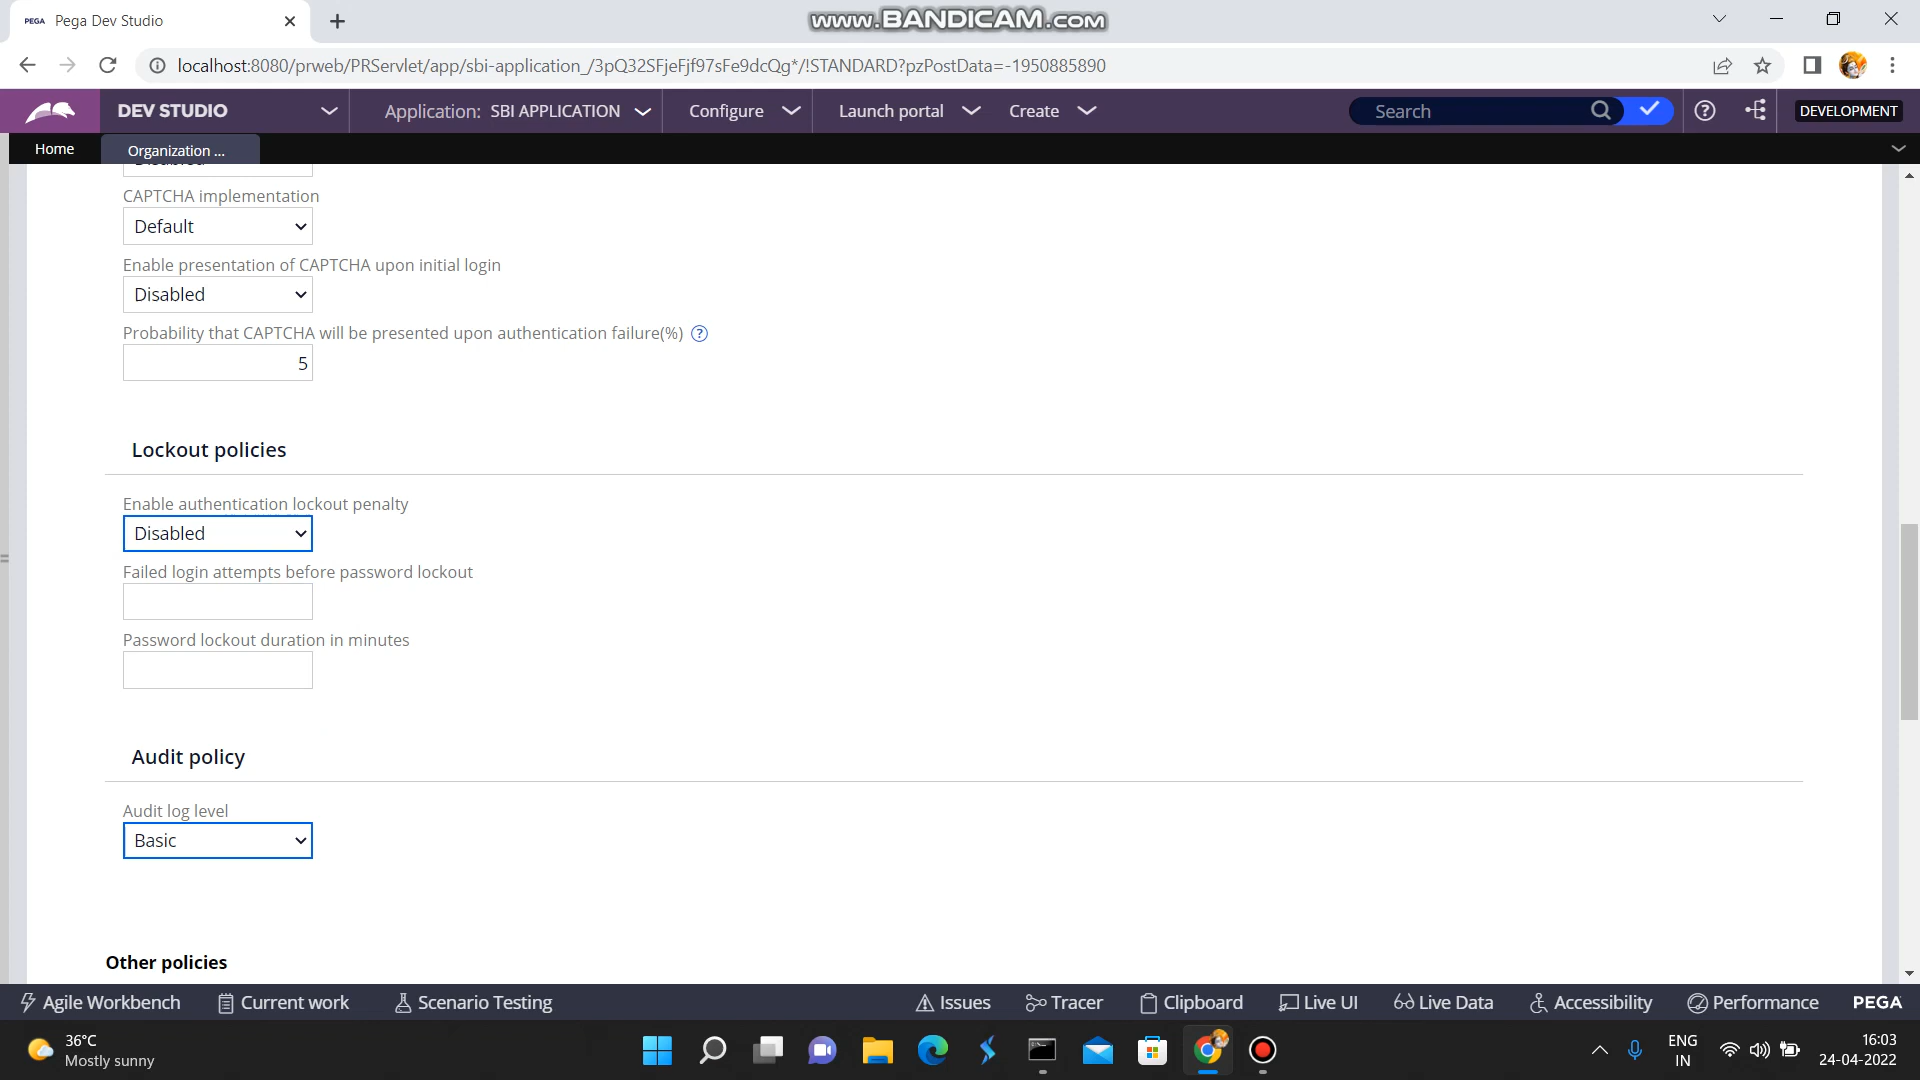 PEGA Pega Dev Studio
www.BANDICAM.com
localhost:8080/prweb/PRServlet/app/sbi-application_/3pQ32SFjeFjf97sFe9dcQg*/!STANDARD?pzPostData=-1950885890
DEV STUDIO
Application: SBI APPLICATION
Configure
Launch portal
Create
Search
DEVELOPMENT
Home
Organization ...
Disabled
CAPTCHA implementation
Default
Enable presentation of CAPTCHA upon initial login
Disabled
Probability that CAPTCHA will be presented upon authentication failure(%) ?
5
Lockout policies
Enable authentication lockout penalty
Disabled
Failed login attempts before password lockout
Password lockout duration in minutes
Audit policy
Audit log level
Basic
Other policies
Agile Workbench
Current work
Scenario Testing
Issues
Tracer
Clipboard
Live UI
Live Data
Accessibility
Performance
PEGA
36°C
Mostly sunny
ENG
IN
16:03
24-04-2022